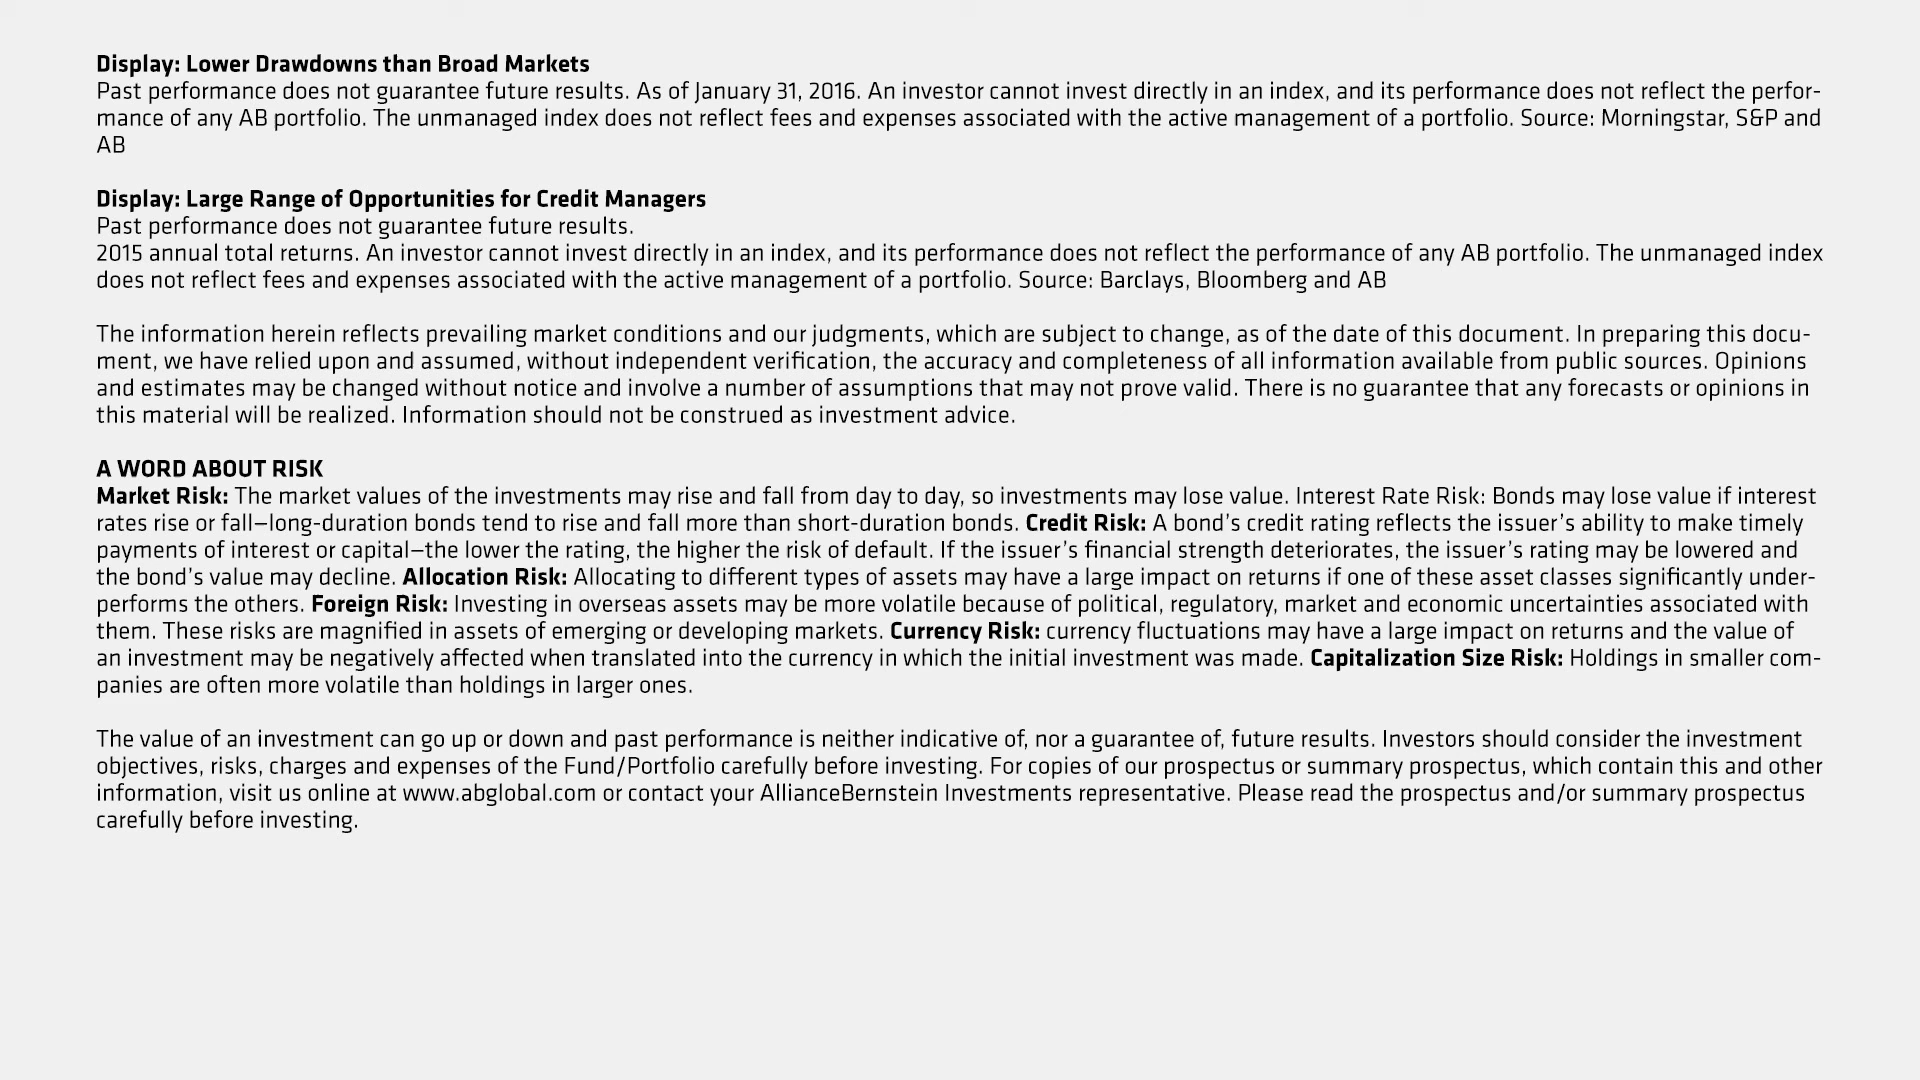 Display: Lower Drawdowns than Broad Markets
Past performance does not guarantee future results. As of January 31, 2016. An investor cannot invest directly in an index, and its performance does not reflect the perfor-
mance of any AB portfolio. The unmanaged index does not reflect fees and expenses associated with the active management of a portfolio. Source: Morningstar, S&P and
AB
Display: Large Range of Opportunities for Credit Managers
Past performance does not guarantee future results.
2015 annual total returns. An investor cannot invest directly in an index, and its performance does not reflect the performance of any AB portfolio. The unmanaged index
does not reflect fees and expenses associated with the active management of a portfolio. Source: Barclays, Bloomberg and AB
The information herein reflects prevailing market conditions and our judgments, which are subject to change, as of the date of this document. In preparing this docu-
ment, we have relied upon and assumed, without independent verification, the accuracy and completeness of all information available from public sources. Opinions
and estimates may be changed without notice and involve a number of assumptions that may not prove valid. There is no guarantee that any forecasts or opinions in
this material will be realized. Information should not be construed as investment advice.
A WORD ABOUT RISK
Market Risk: The market values of the investments may rise and fall from day to day, so investments may lose value. Interest Rate Risk: Bonds may lose value if interest
rates rise or fall—long-duration bonds tend to rise and fall more than short-duration bonds. Credit Risk: A bond's credit rating reflects the issuer's ability to make timely
payments of interest or capital—the lower the rating, the higher the risk of default. If the issuer's financial strength deteriorates, the issuer's rating may be lowered and
the bond's value may decline. Allocation Risk: Allocating to different types of assets may have a large impact on returns if one of these asset classes significantly under-
performs the others. Foreign Risk: Investing in overseas assets may be more volatile because of political, regulatory, market and economic uncertainties associated with
them. These risks are magnified in assets of emerging or developing markets. Currency Risk: currency fluctuations may have a large impact on returns and the value of
an investment may be negatively affected when translated into the currency in which the initial investment was made. Capitalization Size Risk: Holdings in smaller com-
panies are often more volatile than holdings in larger ones.
The value of an investment can go up or down and past performance is neither indicative of, nor a guarantee of, future results. Investors should consider the investment
objectives, risks, charges and expenses of the Fund/Portfolio carefully before investing. For copies of our prospectus or summary prospectus, which contain this and other
information, visit us online at www.abglobal.com or contact your AllianceBernstein Investments representative. Please read the prospectus and/or summary prospectus
carefully before investing.